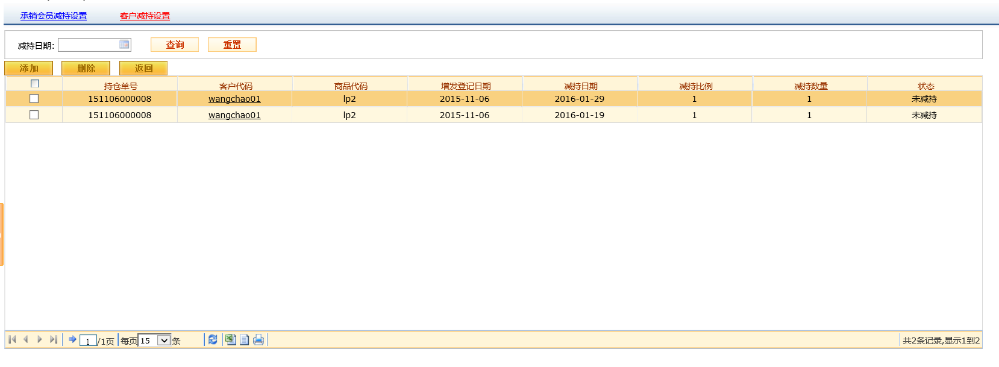 承销会员减持设置 客户减持设置
减持日期: 查询 重置
添加 删除 返回
持仓单号 客户代码 商品代码 增发登记日期 减持日期 减持比例 减持数量 状态
151106000008 wangchao01 lp2 2015-11-06 2016-01-29 1 1 未减持
151106000008 wangchao01 lp2 2015-11-06 2016-01-19 1 1 未减持
1 /1页 每页 15 条 共2条记录,显示1到2